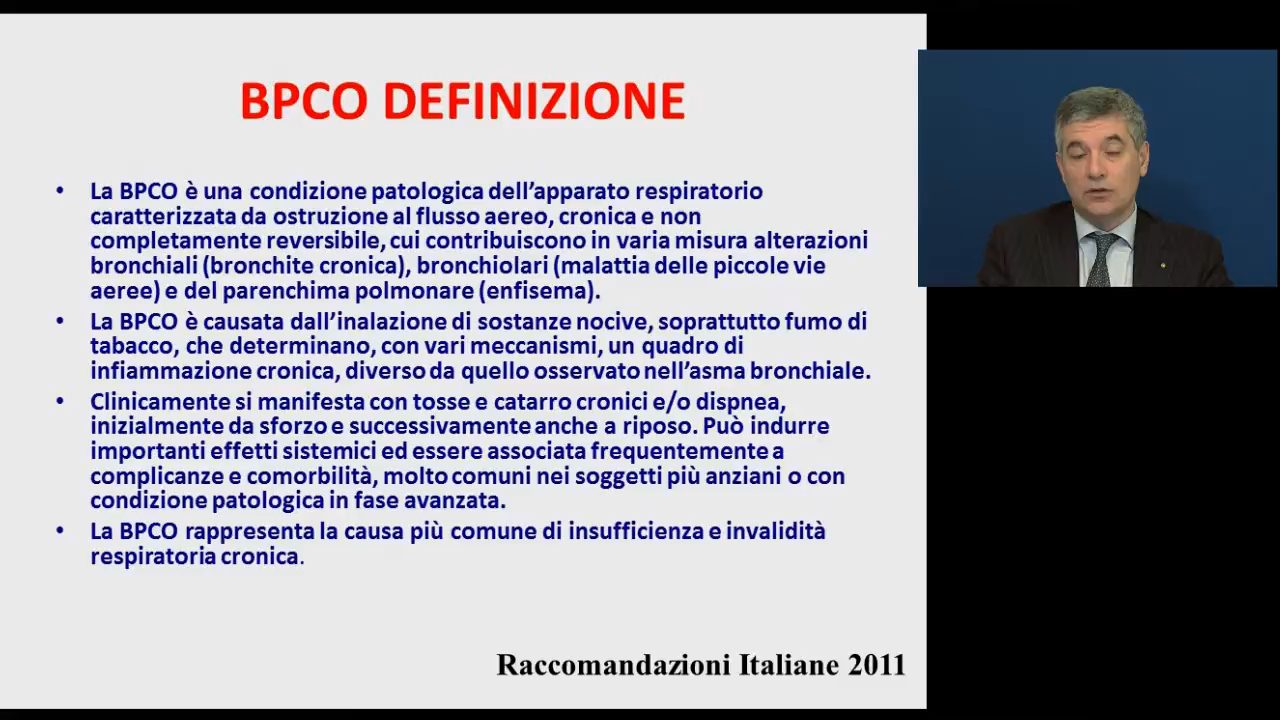 BPCO DEFINIZIONE
• La BPCO è una condizione patologica dell'apparato respiratorio
caratterizzata da ostruzione al flusso aereo, cronica e non
completamente reversibile, cui contribuiscono in varia misura alterazioni
bronchiali (bronchite cronica), bronchiolari (malattia delle piccole vie
aeree) e del parenchima polmonare (enfisema).
• La BPCO è causata dall'inalazione di sostanze nocive, soprattutto fumo di
tabacco, che determinano, con vari meccanismi, un quadro di
infiammazione cronica, diverso da quello osservato nell'asma bronchiale.
• Clinicamente si manifesta con tosse e catarro cronici e/o dispnea,
inizialmente da sforzo e successivamente anche a riposo. Può indurre
importanti effetti sistemici ed essere associata frequentemente a
complicanze e comorbilità, molto comuni nei soggetti più anziani o con
condizione patologica in fase avanzata.
• La BPCO rappresenta la causa più comune di insufficienza e invalidità
respiratoria cronica.
Raccomandazioni Italiane 2011